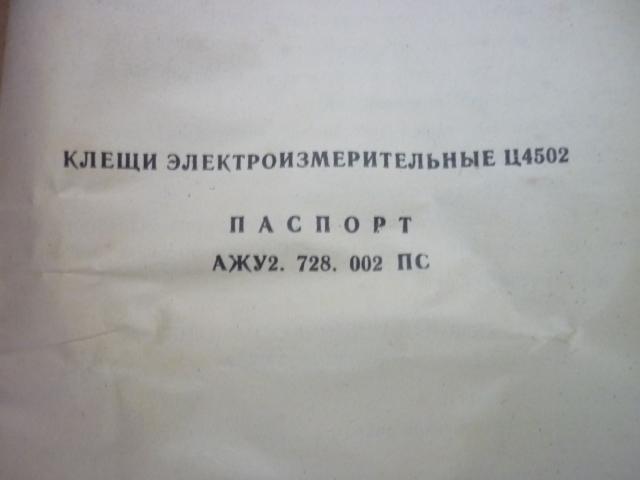 КЛЕЩИ ЭЛЕКТРОИЗМЕРИТЕЛЬНЫЕ Ц4502
ПАСПОРТ
АЖУ2. 728. 002 ПС